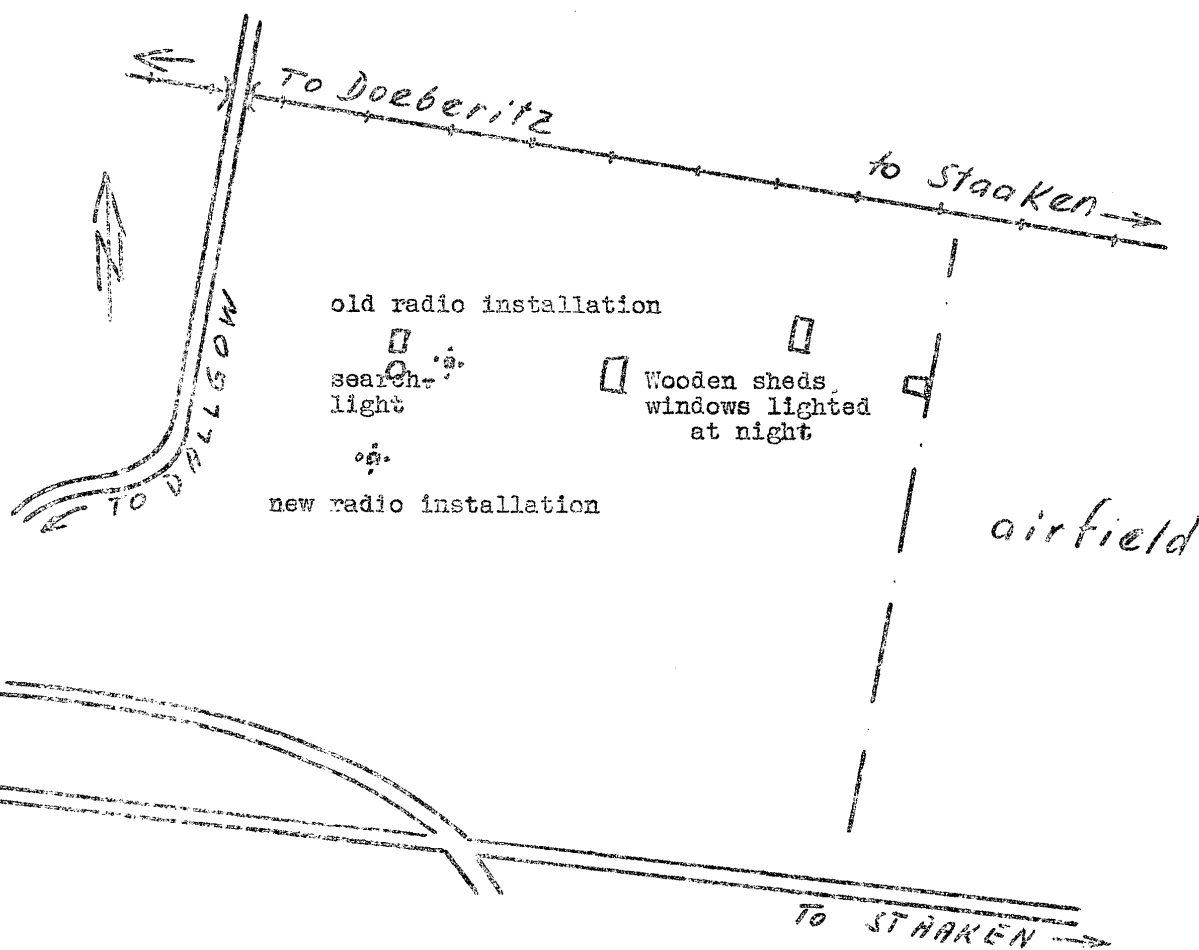 To Doeberitz
to Staaken
N
old radio installation
search-
light
Wooden sheds,
windows lighted
at night
TO DALLGOW
new radio installation
airfield
To STAAKEN